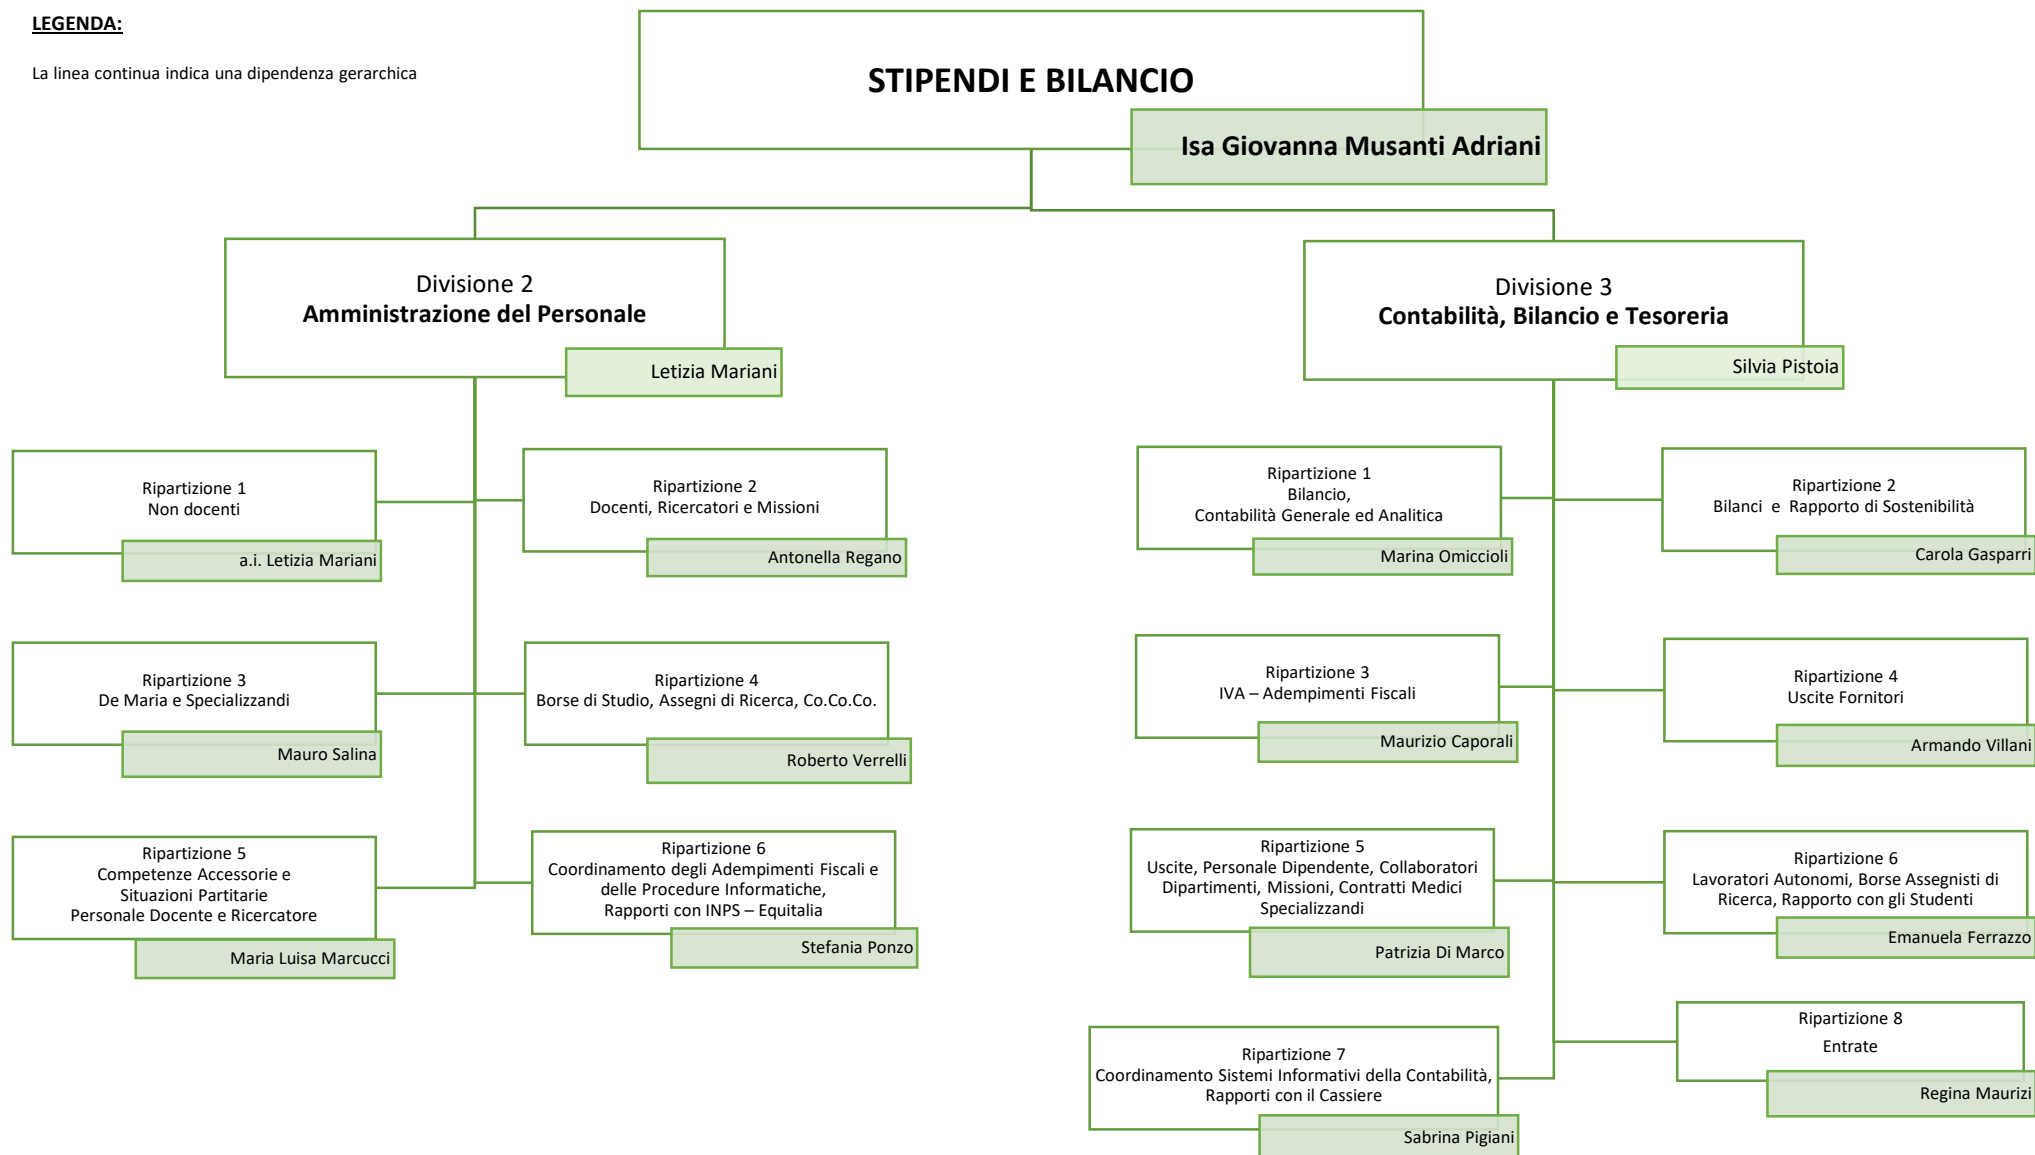 LEGENDA:
La linea continua indica una dipendenza gerarchica
STIPENDI E BILANCIO
Isa Giovanna Musanti Adriani
Divisione 2
Amministrazione del Personale
Letizia Mariani
Divisione 3
Contabilità, Bilancio e Tesoreria
Silvia Pistoia
Ripartizione 1
Non docenti
a.i. Letizia Mariani
Ripartizione 2
Docenti, Ricercatori e Missioni
Antonella Regano
Ripartizione 3
De Maria e Specializzandi
Mauro Salina
Ripartizione 4
Borse di Studio, Assegni di Ricerca, Co.Co.Co.
Roberto Verrelli
Ripartizione 5
Competenze Accessorie e
Situazioni Partitarie
Personale Docente e Ricercatore
Maria Luisa Marcucci
Ripartizione 6
Coordinamento degli Adempimenti Fiscali e
delle Procedure Informatiche,
Rapporti con INPS – Equitalia
Stefania Ponzo
Ripartizione 1
Bilancio,
Contabilità Generale ed Analitica
Marina Omiccioli
Ripartizione 2
Bilanci e Rapporto di Sostenibilità
Carola Gasparri
Ripartizione 3
IVA – Adempimenti Fiscali
Maurizio Caporali
Ripartizione 4
Uscite Fornitori
Armando Villani
Ripartizione 5
Uscite, Personale Dipendente, Collaboratori
Dipartimenti, Missioni, Contratti Medici
Specializzandi
Patrizia Di Marco
Ripartizione 6
Lavoratori Autonomi, Borse Assegnisti di
Ricerca, Rapporto con gli Studenti
Emanuela Ferrazzo
Ripartizione 7
Coordinamento Sistemi Informativi della Contabilità,
Rapporti con il Cassiere
Sabrina Pigiani
Ripartizione 8
Entrate
Regina Maurizi